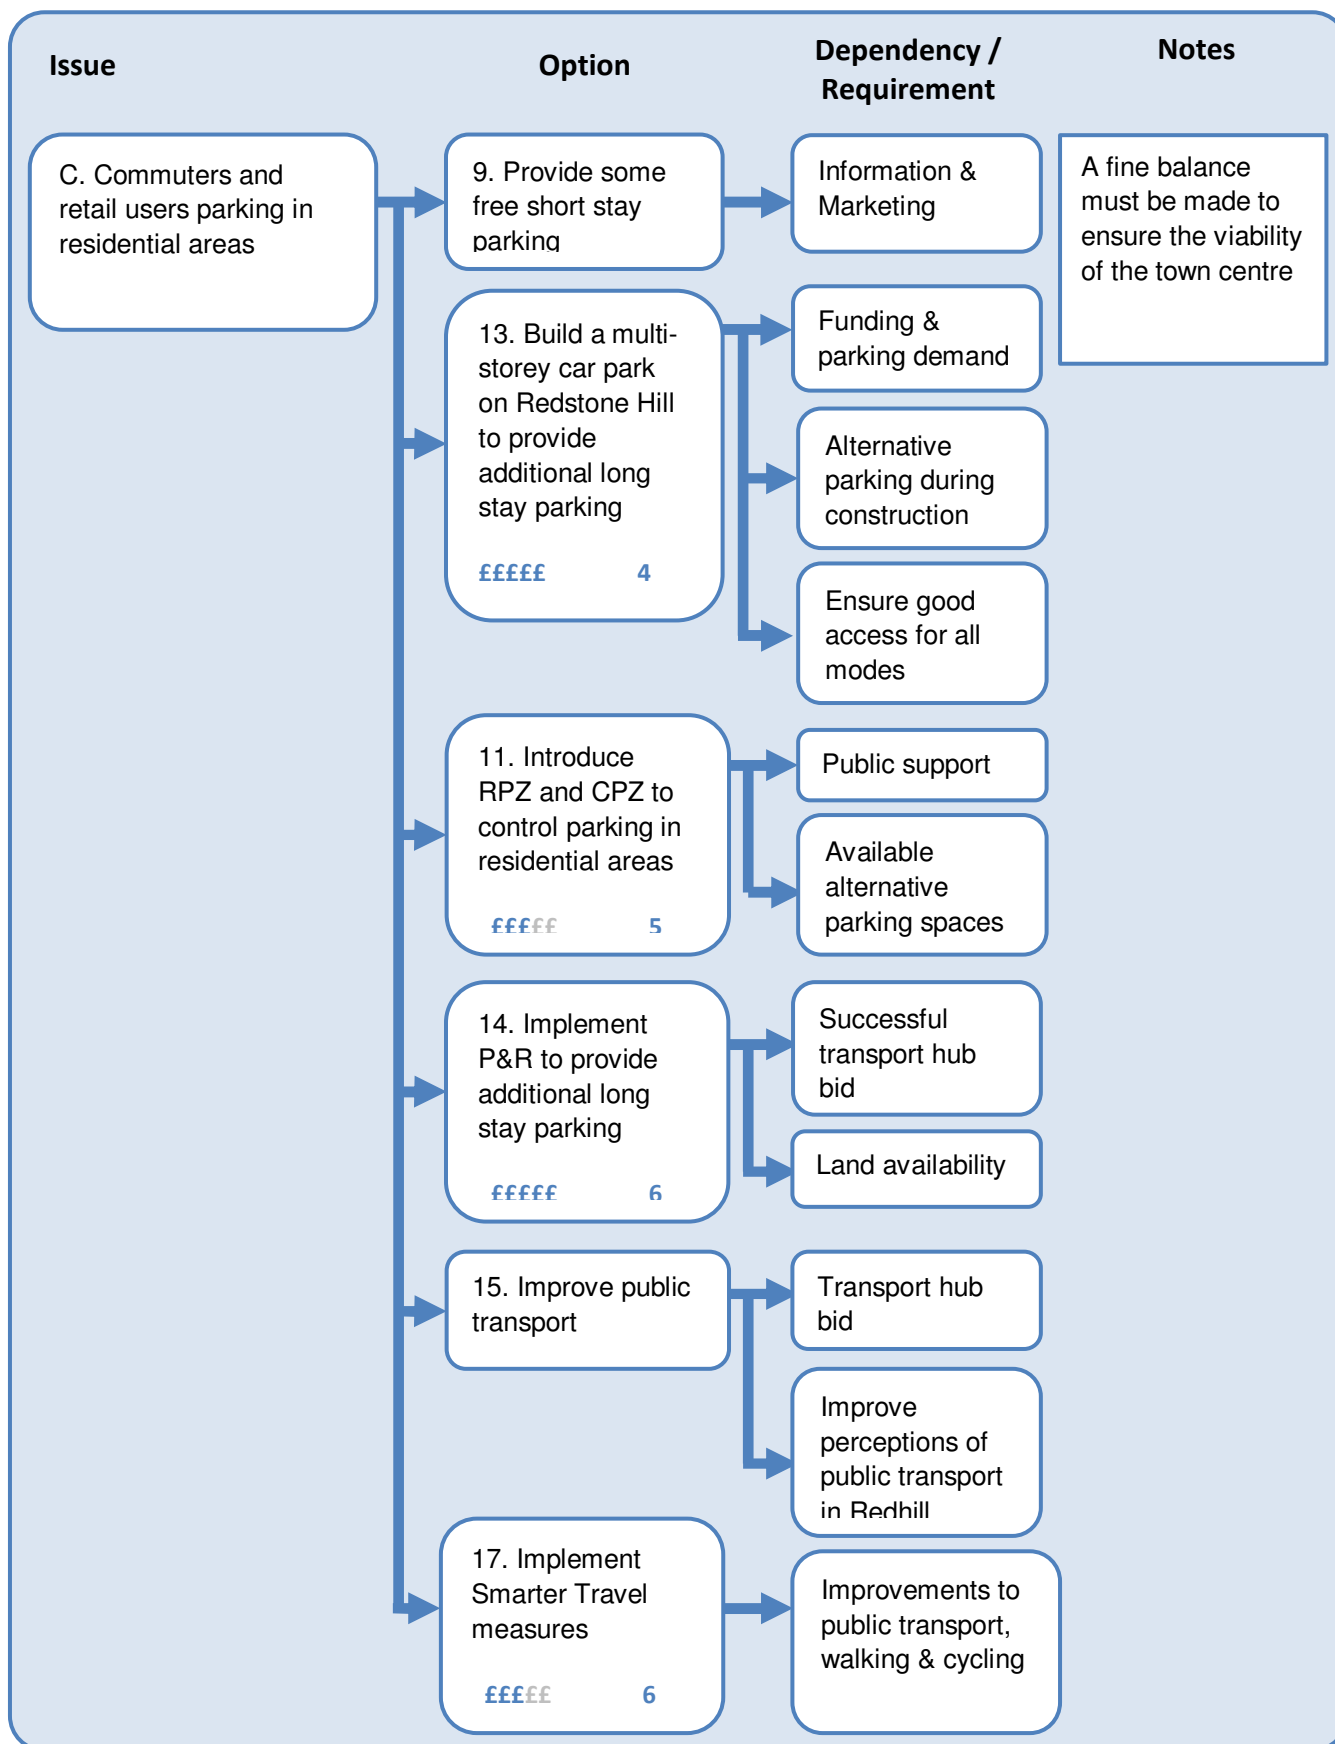 Issue
Option
Dependency /
Requirement
Notes
C. Commuters and
retail users parking in
residential areas
9. Provide some
free short stay
parking
Information &
Marketing
A fine balance
must be made to
ensure the viability
of the town centre
13. Build a multi-
storey car park
on Redstone Hill
to provide
additional long
stay parking
£££££ 4
Funding &
parking demand
Alternative
parking during
construction
Ensure good
access for all
modes
11. Introduce
RPZ and CPZ to
control parking in
residential areas
£££££ 5
Public support
Available
alternative
parking spaces
14. Implement
P&R to provide
additional long
stay parking
£££££ 6
Successful
transport hub
bid
Land availability
15. Improve public
transport
Transport hub
bid
Improve
perceptions of
public transport
in Redhill
17. Implement
Smarter Travel
measures
£££££ 6
Improvements to
public transport,
walking & cycling